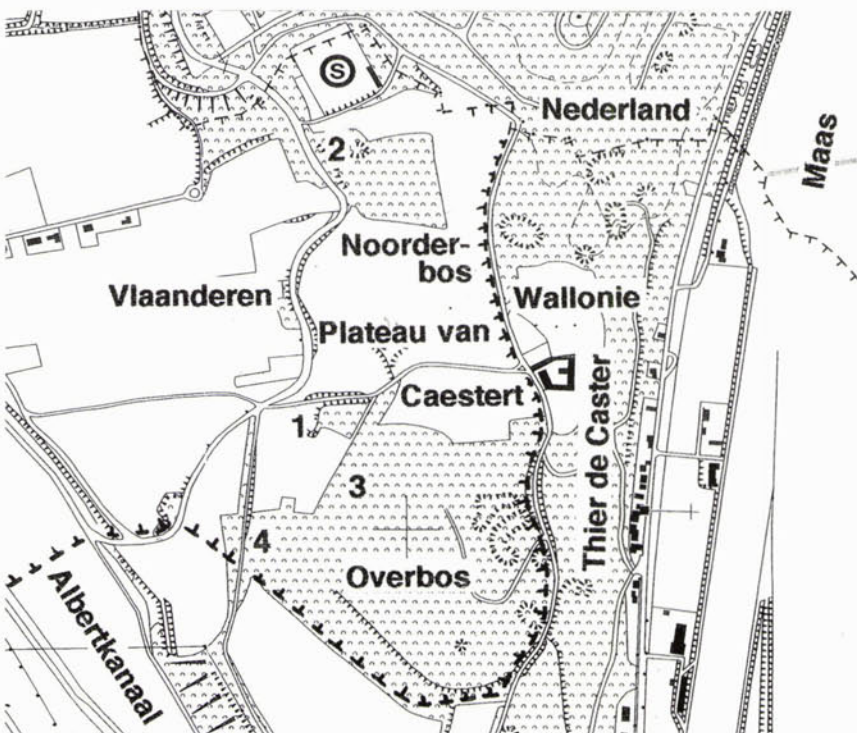 S
Nederland
Maas
2
Noorder-
bos
Vlaanderen
Wallonie
Plateau van
Caestert
Thier de Caster
1
3
4
Overbos
Albertkanaal